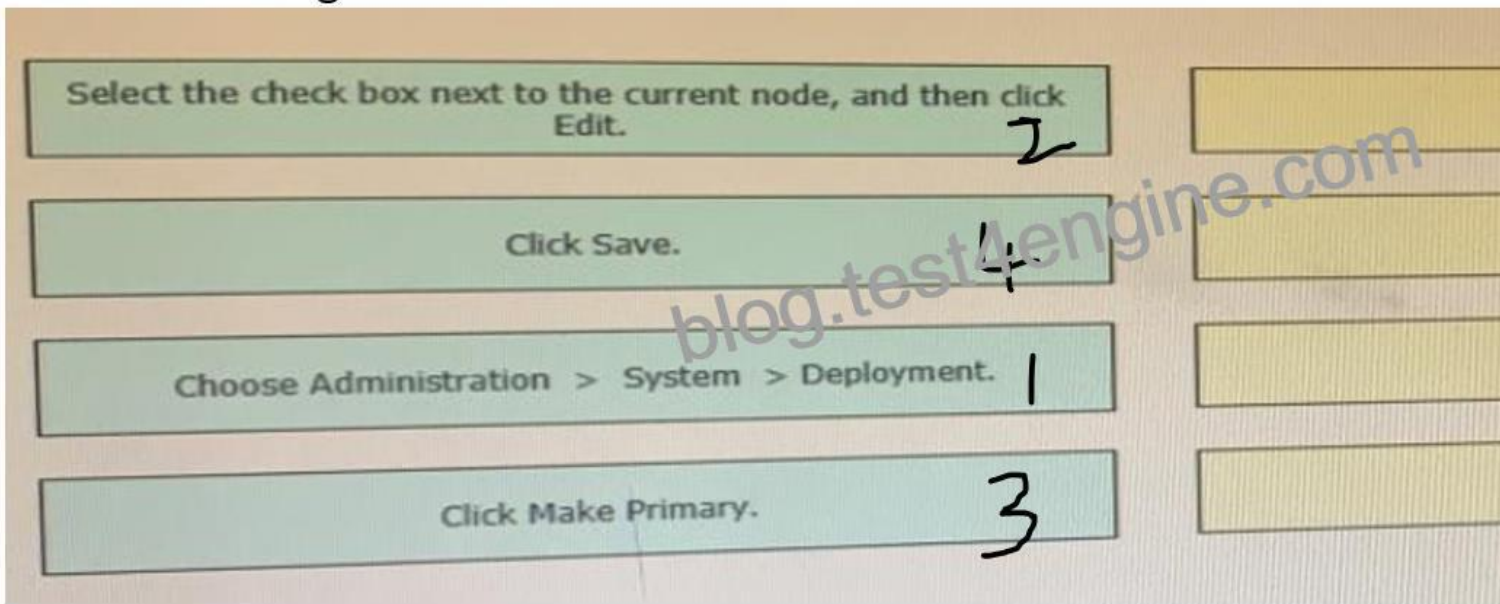 Select the check box next to the current node, and then click
Edit.
2
Click Save.
4
blog.test4engine.com
Choose Administration > System > Deployment.
1
Click Make Primary.
3